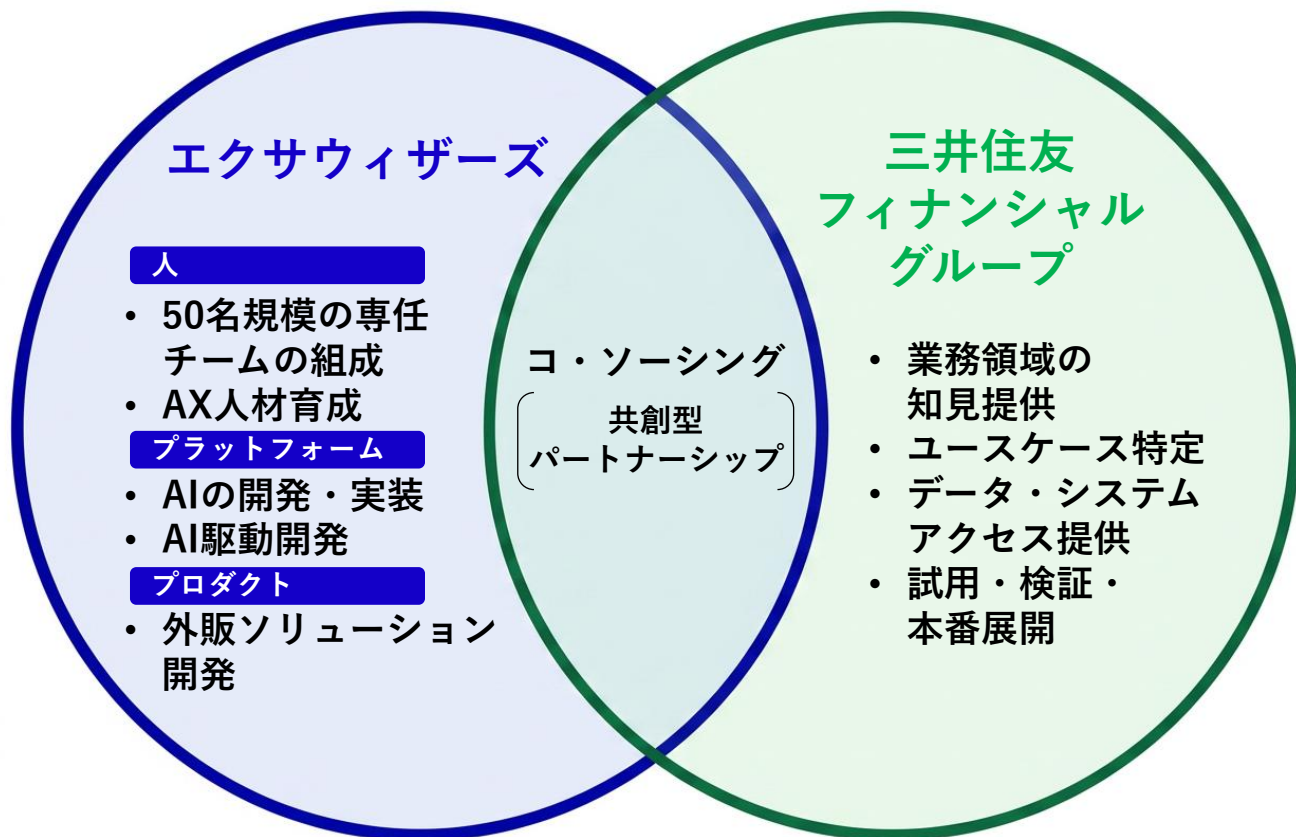 エクサウィザーズ
人
• 50名規模の専任
チームの組成
• AX人材育成
プラットフォーム
• AIの開発・実装
• AI駆動開発
プロダクト
• 外販ソリューション
開発
コ・ソーシング
共創型
パートナーシップ
三井住友
フィナンシャル
グループ
• 業務領域の
知見提供
• ユースケース特定
• データ・システム
アクセス提供
• 試用・検証・
本番展開